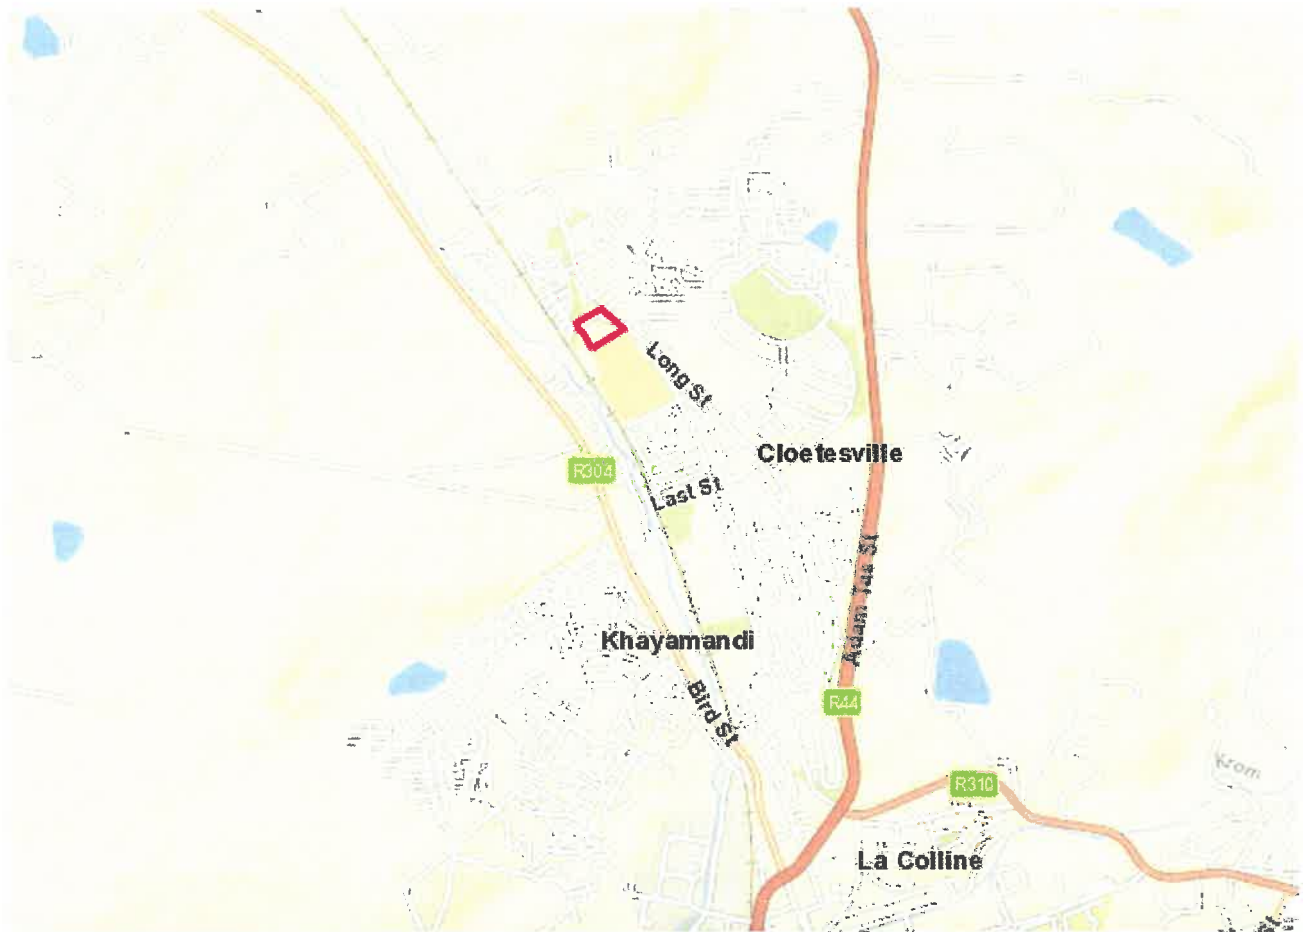 Long St
Cloetesville
R304
Last St
Adam Tas St
Khayamandi
Bird St
R44
Krom
R310
La Colline